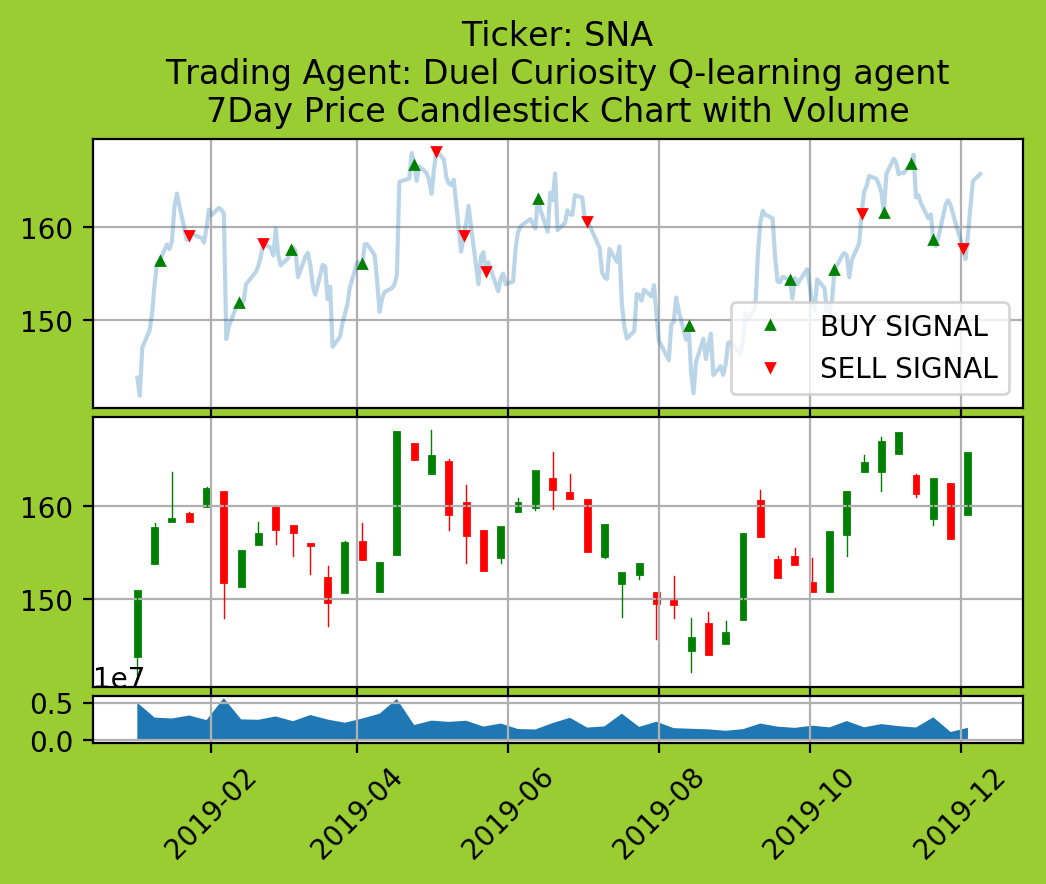 Ticker: SNA
Trading Agent: Duel Curiosity Q-learning agent
7Day Price Candlestick Chart with Volume
160
150
BUY SIGNAL
SELL SIGNAL
160
150
1e7
0.5
0.0
2019-02
2019-04
2019-06
2019-08
2019-10
2019-12